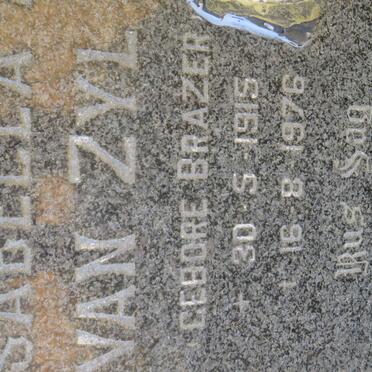 SABELLA
VAN ZYL
GEBORE BRAZER
+ 30-5-1915
- 16-8-1976
Rus Sag